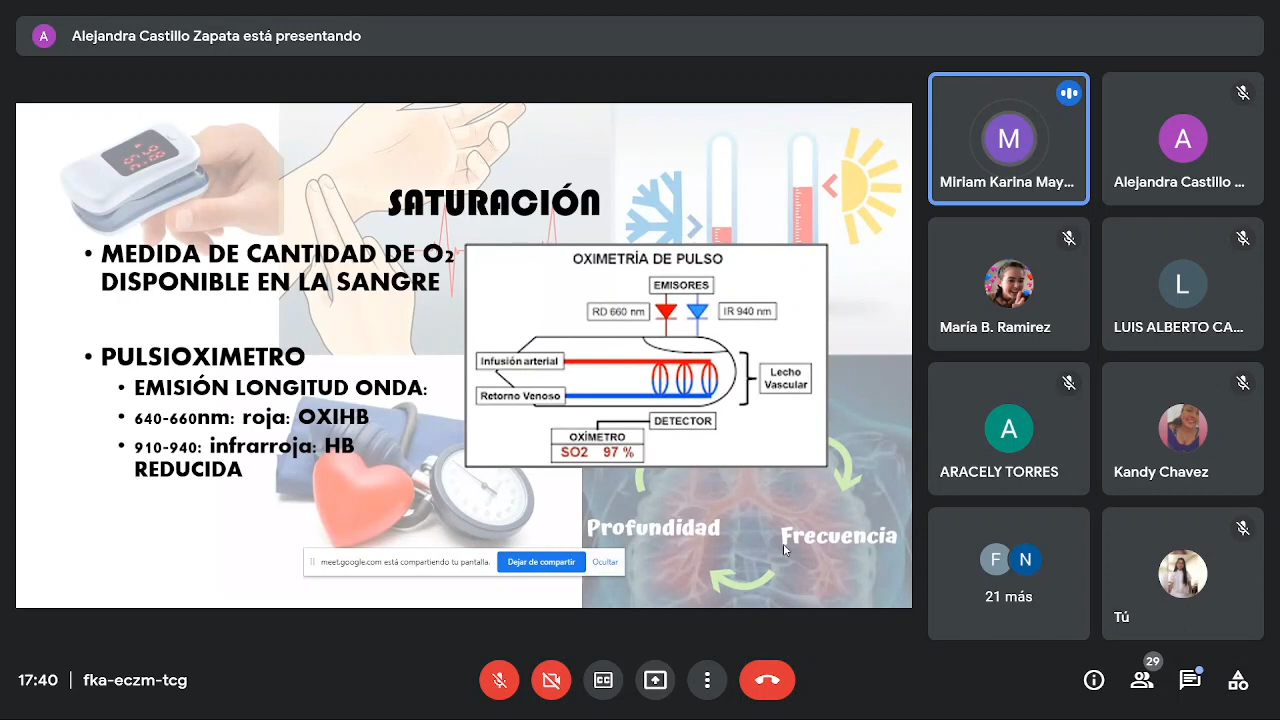 A
Alejandra Castillo Zapata está presentando
SATURACIÓN
• MEDIDA DE CANTIDAD DE O₂
DISPONIBLE EN LA SANGRE
• PULSIOXIMETRO
• EMISIÓN LONGITUD ONDA:
• 640-660nm: roja: OXIHB
• 910-940: infrarroja: HB
REDUCIDA
OXIMETRÍA DE PULSO
EMISORES
RD 660 nm
IR 940 nm
Infusión arterial
Retorno Venoso
Lecho
Vascular
DETECTOR
OXÍMETRO
SO2 97 %
Profundidad
Frecuencia
meet.google.com está compartiendo tu pantalla.
Dejar de compartir
Ocultar
M
Miriam Karina May...
A
Alejandra Castillo ...
María B. Ramirez
L
LUIS ALBERTO CA...
A
ARACELY TORRES
Kandy Chavez
F
N
21 más
Tú
17:40 | fka-eczm-tcg
29